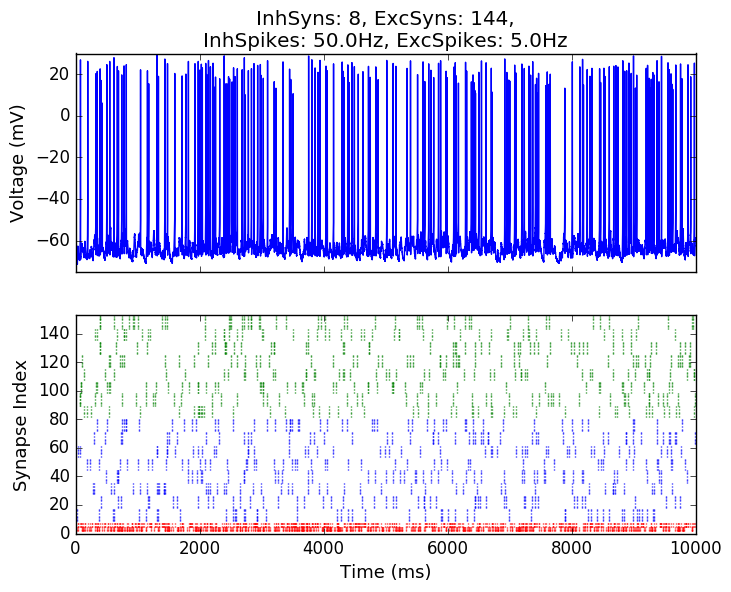 InhSyns: 8, ExcSyns: 144,
InhSpikes: 50.0Hz, ExcSpikes: 5.0Hz
Voltage (mV)
20
0
−20
−40
−60
Synapse Index
140
120
100
80
60
40
20
0
0 2000 4000 6000 8000 10000
Time (ms)